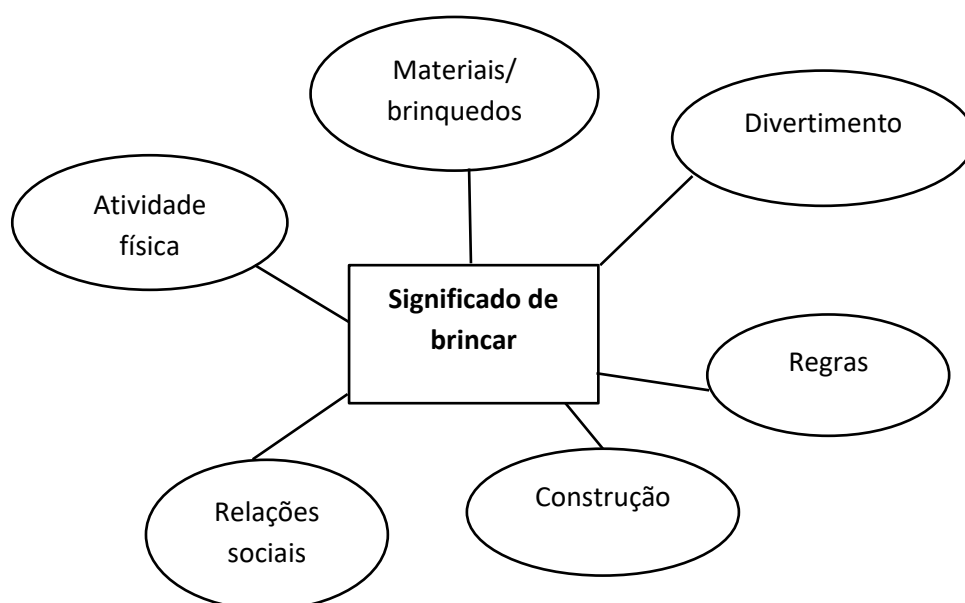 Materiais/
brinquedos
Divertimento
Atividade
física
Significado de
brincar
Regras
Construção
Relações
sociais